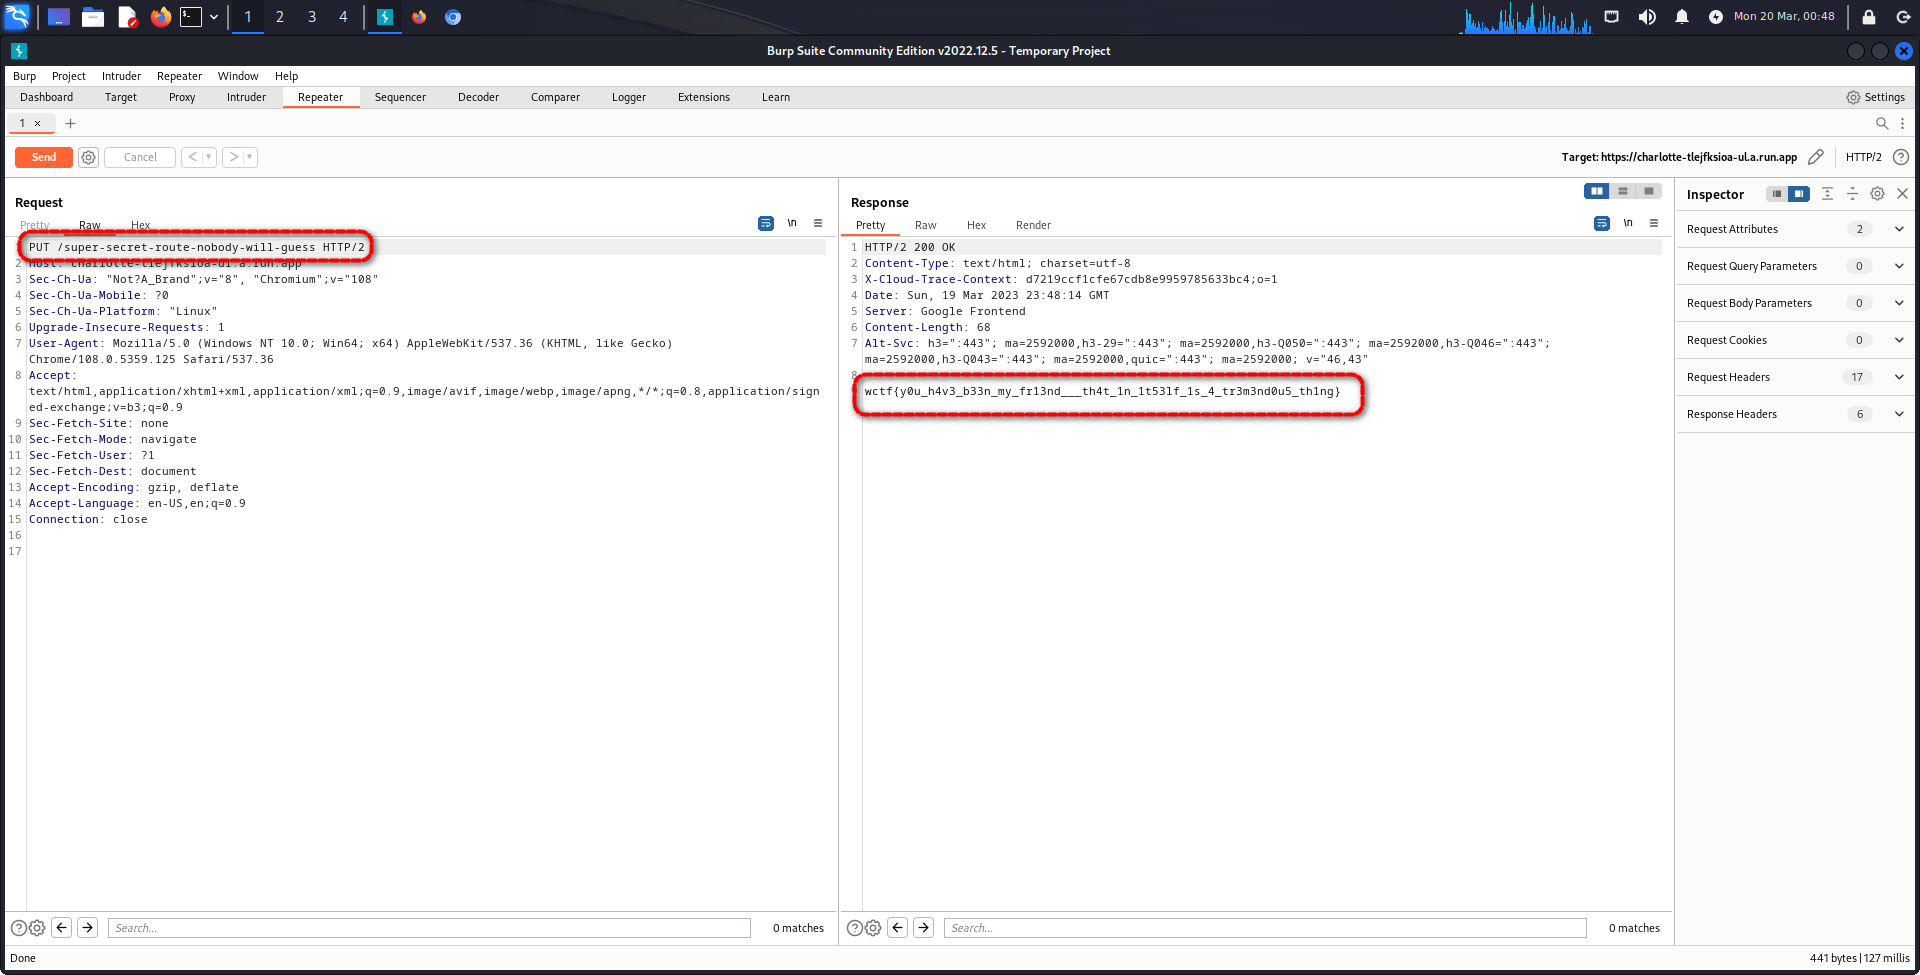 1 2 3 4
Mon 20 Mar, 00:48
Burp Suite Community Edition v2022.12.5 - Temporary Project
Burp Project Intruder Repeater Window Help
Dashboard Target Proxy Intruder Repeater Sequencer Decoder Comparer Logger Extensions Learn Settings
1 × +
Send Cancel < >
Target: https://charlotte-tlejfksioa-ul.a.run.app HTTP/2
Request
Pretty Raw Hex
\n
PUT /super-secret-route-nobody-will-guess HTTP/2
2 Host: charlotte-tlejfksioa-ul.a.run.app
3 Sec-Ch-Ua: "Not?A_Brand";v="8", "Chromium";v="108"
4 Sec-Ch-Ua-Mobile: ?0
5 Sec-Ch-Ua-Platform: "Linux"
6 Upgrade-Insecure-Requests: 1
7 User-Agent: Mozilla/5.0 (Windows NT 10.0; Win64; x64) AppleWebKit/537.36 (KHTML, like Gecko)
Chrome/108.0.5359.125 Safari/537.36
8 Accept:
text/html,application/xhtml+xml,application/xml;q=0.9,image/avif,image/webp,image/apng,*/*;q=0.8,application/sign
ed-exchange;v=b3;q=0.9
9 Sec-Fetch-Site: none
10 Sec-Fetch-Mode: navigate
11 Sec-Fetch-User: ?1
12 Sec-Fetch-Dest: document
13 Accept-Encoding: gzip, deflate
14 Accept-Language: en-US,en;q=0.9
15 Connection: close
16
17
Search...
0 matches
Response
Pretty Raw Hex Render
\n
1 HTTP/2 200 OK
2 Content-Type: text/html; charset=utf-8
3 X-Cloud-Trace-Context: d7219ccf1cfe67cdb8e9959785633bc4;o=1
4 Date: Sun, 19 Mar 2023 23:48:14 GMT
5 Server: Google Frontend
6 Content-Length: 68
7 Alt-Svc: h3=":443"; ma=2592000,h3-29=":443"; ma=2592000,h3-Q050=":443"; ma=2592000,h3-Q046=":443";
ma=2592000,h3-Q043=":443"; ma=2592000,quic=":443"; ma=2592000; v="46,43"
8
wctf{y0u_h4v3_b33n_my_fr13nd___th4t_1n_1t53lf_1s_4_tr3m3nd0u5_th1ng}
Search...
0 matches
Inspector
Request Attributes 2
Request Query Parameters 0
Request Body Parameters 0
Request Cookies 0
Request Headers 17
Response Headers 6
Done
441 bytes | 127 millis